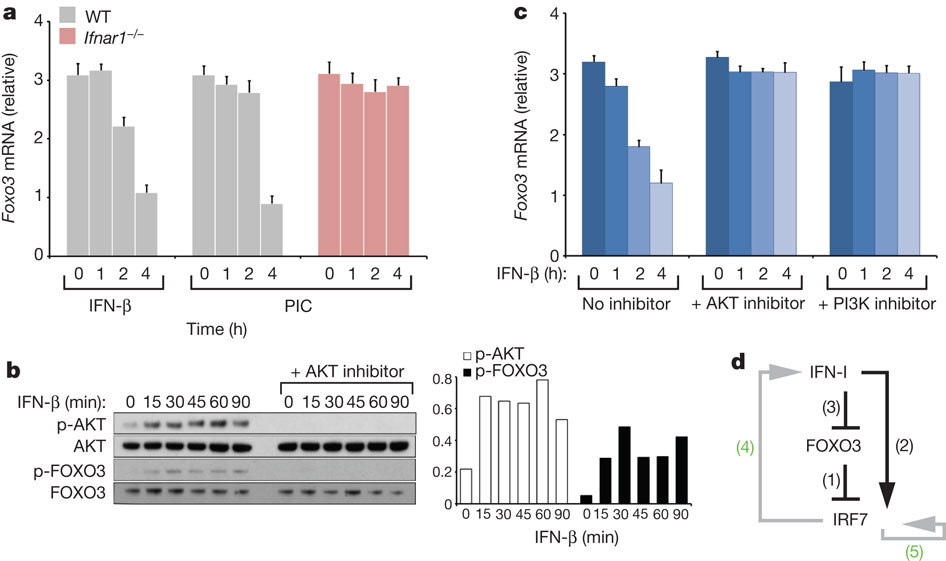 a
WT
Ifnar1–/–
Foxo3 mRNA (relative)
4
3
2
1
0
0 1 2 4 0 1 2 4 0 1 2 4
IFN-β PIC
Time (h)
c
Foxo3 mRNA (relative)
4
3
2
1
0
IFN-β (h): 0 1 2 4 0 1 2 4 0 1 2 4
No inhibitor + AKT inhibitor + PI3K inhibitor
b
+ AKT inhibitor
IFN-β (min): 0 15 30 45 60 90 0 15 30 45 60 90
p-AKT
AKT
p-FOXO3
FOXO3
p-AKT
p-FOXO3
0.8
0.6
0.4
0.2
0
0 15 30 45 60 90 0 15 30 45 60 90
IFN-β (min)
d
IFN-I
(3)
FOXO3
(4) (2)
(1)
IRF7
(5)